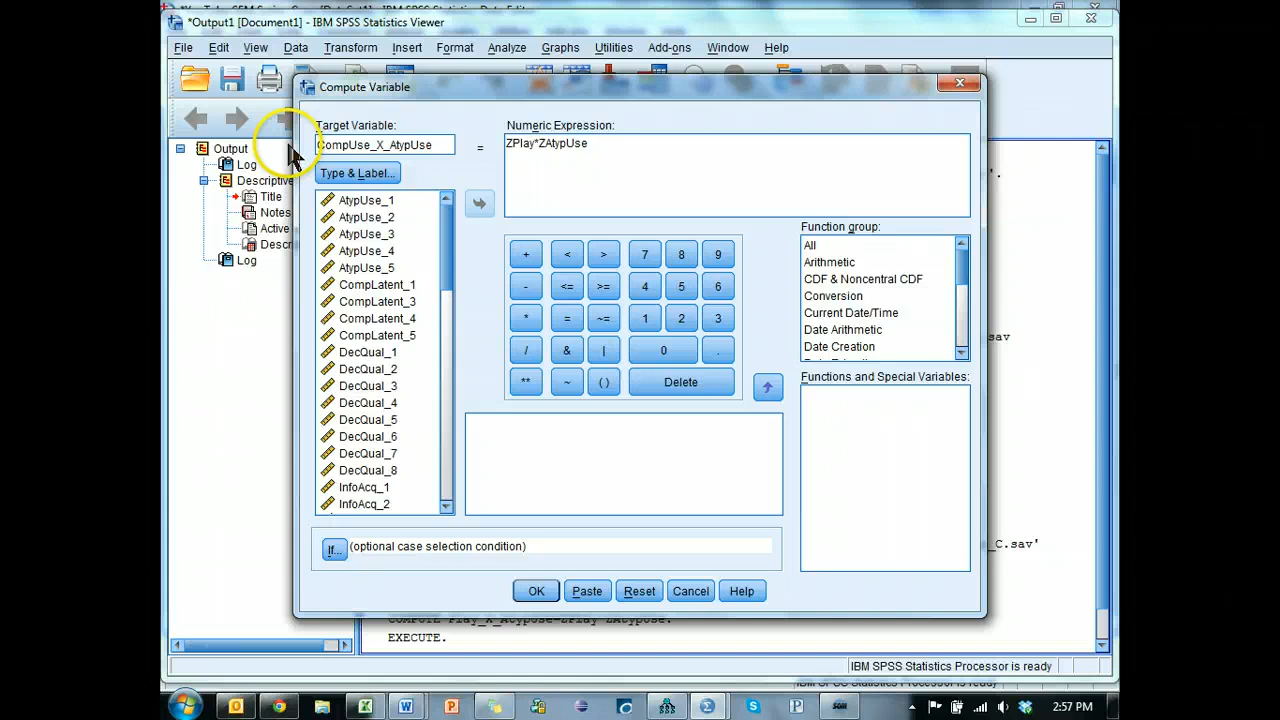 *Output1 [Document1] - IBM SPSS Statistics Viewer
File Edit View Data Transform Insert Format Analyze Graphs Utilities Add-ons Window Help
Compute Variable
Target Variable:
Numeric Expression:
CompUse_X_AtypUse
=
ZPlay*ZAtypUse
Type & Label...
Output
Log
Descriptive
Title
Notes
Active
Descri
Log
AtypUse_1
AtypUse_2
AtypUse_3
AtypUse_4
AtypUse_5
CompLatent_1
CompLatent_3
CompLatent_4
CompLatent_5
DecQual_1
DecQual_2
DecQual_3
DecQual_4
DecQual_5
DecQual_6
DecQual_7
DecQual_8
InfoAcq_1
InfoAcq_2
+ < > 7 8 9
- <= >= 4 5 6
* = ~= 1 2 3
/ & | 0 .
** ~ ( ) Delete
Function group:
All
Arithmetic
CDF & Noncentral CDF
Conversion
Current Date/Time
Date Arithmetic
Date Creation
Functions and Special Variables:
If... (optional case selection condition)
OK Paste Reset Cancel Help
'.
av
_C.sav'
EXECUTE.
IBM SPSS Statistics Processor is ready
2:57 PM